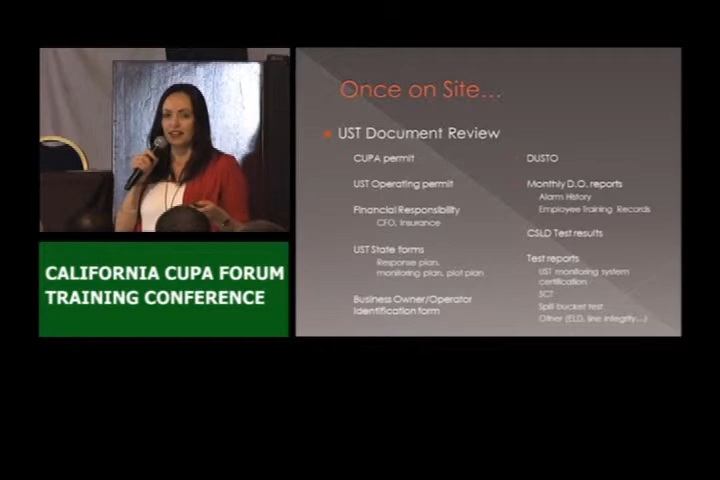 Once on Site...
UST Document Review
CUPA permit
UST Operating permit
Financial Responsibility
CFO, Insurance
UST State forms
Response plan,
monitoring plan, plot plan
Business Owner/Operator
Identification form
DUSTO
Monthly D.O. reports
Alarm History
Employee Training Records
CSLD Test results
Test reports
UST monitoring system
certification
SCT
Spill bucket test
Other (ELD, line integrity...)
CALIFORNIA CUPA FORUM
TRAINING CONFERENCE